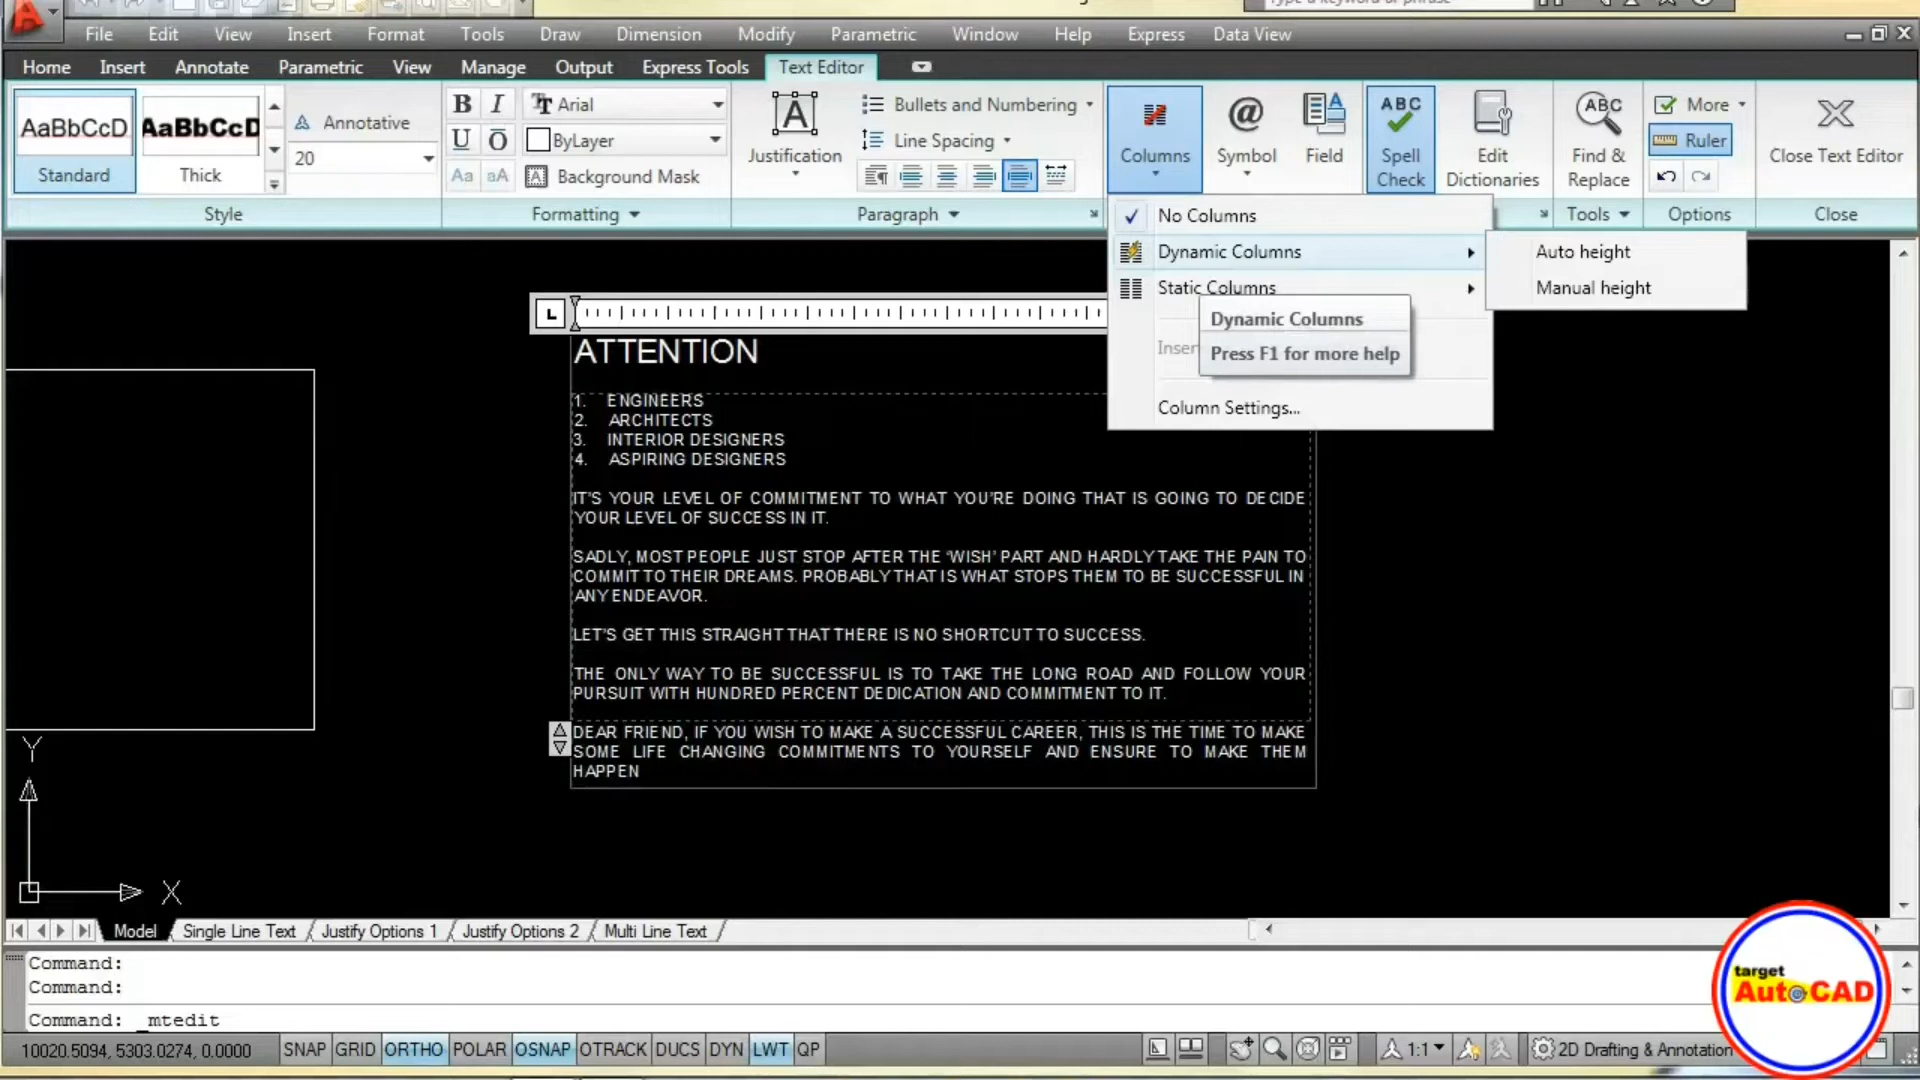 File Edit View Insert Format Tools Draw Dimension Modify Parametric Window Help Express Data View
Home Insert Annotate Parametric View Manage Output Express Tools Text Editor
AaBbCcD
Standard
AaBbCcD
Thick
Annotative
20
Style
B I Arial
U O ByLayer
Aa aA Background Mask
Formatting
A
Justification
Bullets and Numbering
Line Spacing
Paragraph
Columns
@
Symbol
Field
ABC
Spell
Check
Edit
Dictionaries
ABC
Find &
Replace
Tools
More
Ruler
Options
Close Text Editor
Close
No Columns
Dynamic Columns
Static Columns
Dynamic Columns
Press F1 for more help
Inser
Column Settings...
Auto height
Manual height
L
ATTENTION
1. ENGINEERS
2. ARCHITECTS
3. INTERIOR DESIGNERS
4. ASPIRING DESIGNERS
IT'S YOUR LEVEL OF COMMITMENT TO WHAT YOU'RE DOING THAT IS GOING TO DECIDE
YOUR LEVEL OF SUCCESS IN IT.
SADLY, MOST PEOPLE JUST STOP AFTER THE 'WISH' PART AND HARDLY TAKE THE PAIN TO
COMMIT TO THEIR DREAMS. PROBABLY THAT IS WHAT STOPS THEM TO BE SUCCESSFUL IN
ANY ENDEAVOR.
LET'S GET THIS STRAIGHT THAT THERE IS NO SHORTCUT TO SUCCESS.
THE ONLY WAY TO BE SUCCESSFUL IS TO TAKE THE LONG ROAD AND FOLLOW YOUR
PURSUIT WITH HUNDRED PERCENT DEDICATION AND COMMITMENT TO IT.
DEAR FRIEND, IF YOU WISH TO MAKE A SUCCESSFUL CAREER, THIS IS THE TIME TO MAKE
SOME LIFE CHANGING COMMITMENTS TO YOURSELF AND ENSURE TO MAKE THEM
HAPPEN
Y
X
Model Single Line Text Justify Options 1 Justify Options 2 Multi Line Text
Command:
Command:
Command: _mtedit
target
AutoCAD
10020.5094, 5303.0274, 0.0000 SNAP GRID ORTHO POLAR OSNAP OTRACK DUCS DYN LWT QP 1:1 2D Drafting & Annotation